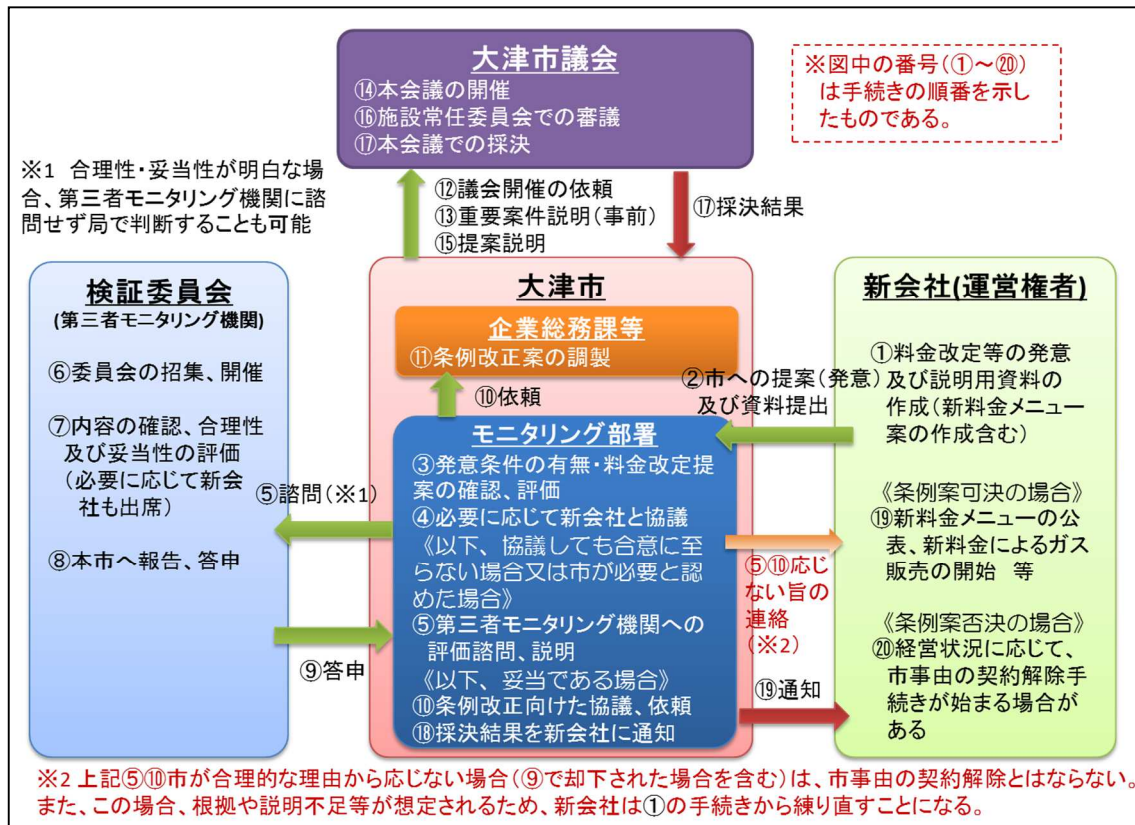 大津市議会
⑭本会議の開催
⑯施設常任委員会での審議
⑰本会議での採決
※図中の番号(①~⑳)
は手続きの順番を示し
たものである。
※1 合理性・妥当性が明白な場
合、第三者モニタリング機関に諮
問せず局で判断することも可能
⑫議会開催の依頼
⑬重要案件説明(事前)
⑮提案説明
⑰採決結果
検証委員会
(第三者モニタリング機関)
⑥委員会の招集、開催
⑦内容の確認、合理性
及び妥当性の評価
(必要に応じて新会
社も出席)
⑧本市へ報告、答申
⑤諮問(※1)
⑨答申
大津市
企業総務課等
⑪条例改正案の調製
⑩依頼
モニタリング部署
③発意条件の有無・料金改定提
案の確認、評価
④必要に応じて新会社と協議
《以下、協議しても合意に至
らない場合又は市が必要と認
めた場合》
⑤第三者モニタリング機関への
評価諮問、説明
《以下、妥当である場合》
⑩条例改正向けた協議、依頼
⑱採決結果を新会社に通知
②市への提案(発意)
及び資料提出
⑤⑩応じ
ない旨の
連絡
(※2)
⑲通知
新会社(運営権者)
①料金改定等の発意
及び説明用資料の
作成(新料金メニュー
案の作成含む)
《条例案可決の場合》
⑲新料金メニューの公
表、新料金によるガス
販売の開始 等
《条例案否決の場合》
⑳経営状況に応じて、
市事由の契約解除手
続きが始まる場合が
ある
※2 上記⑤⑩市が合理的な理由から応じない場合(⑨で却下された場合を含む)は、市事由の契約解除とはならない。
また、この場合、根拠や説明不足等が想定されるため、新会社は①の手続きから練り直すことになる。